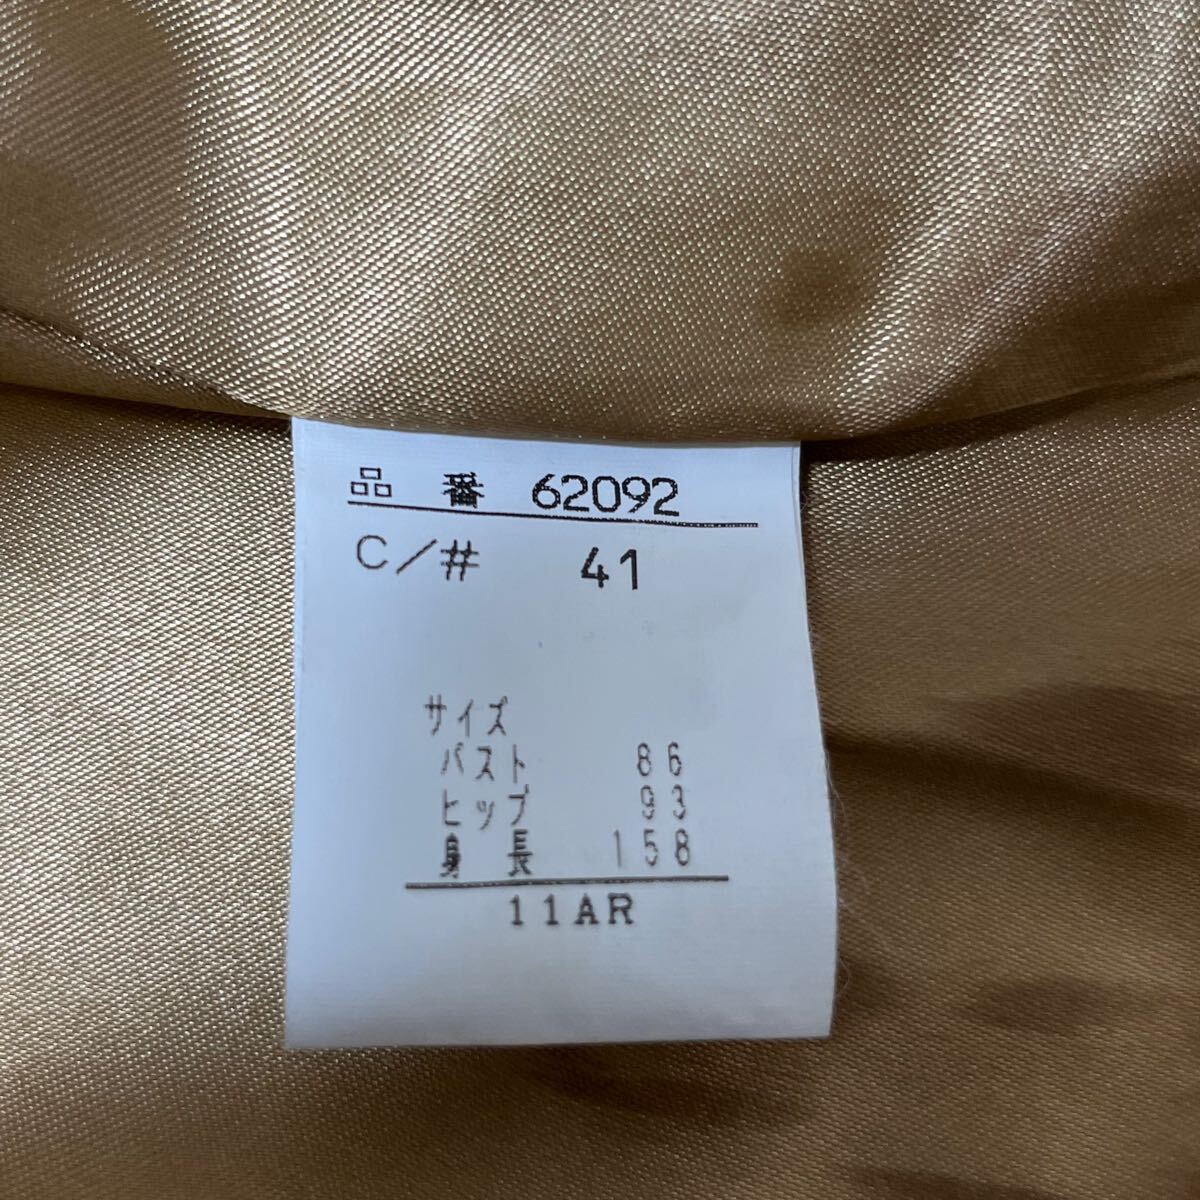 品 番 62092
C/# 41
サイズ
バスト 86
ヒップ 93
身長 158
11AR